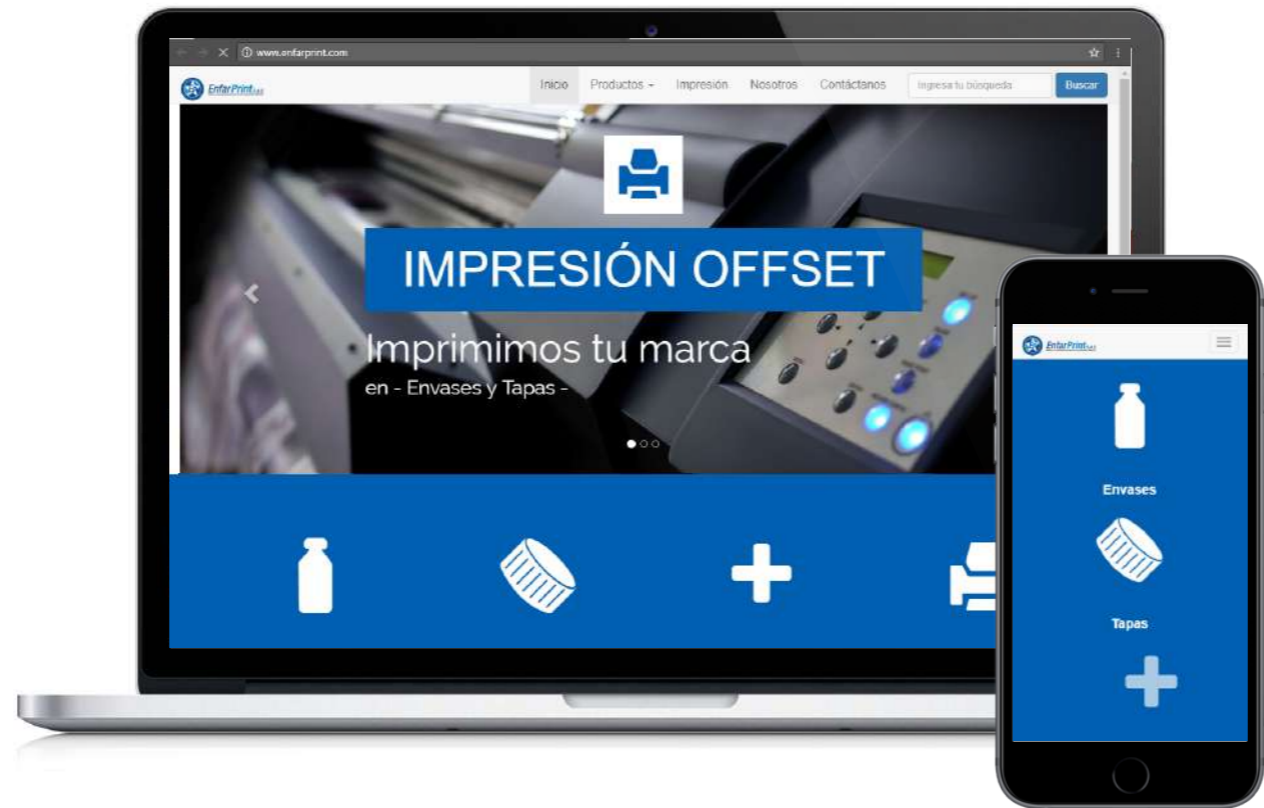 www.enfarprint.com
EnfarPrint S.A.S
Inicio Productos Impresión Nosotros Contáctanos Ingresa tu búsqueda Buscar
IMPRESIÓN OFFSET
Imprimimos tu marca
en - Envases y Tapas -
EnfarPrint
Envases
Tapas